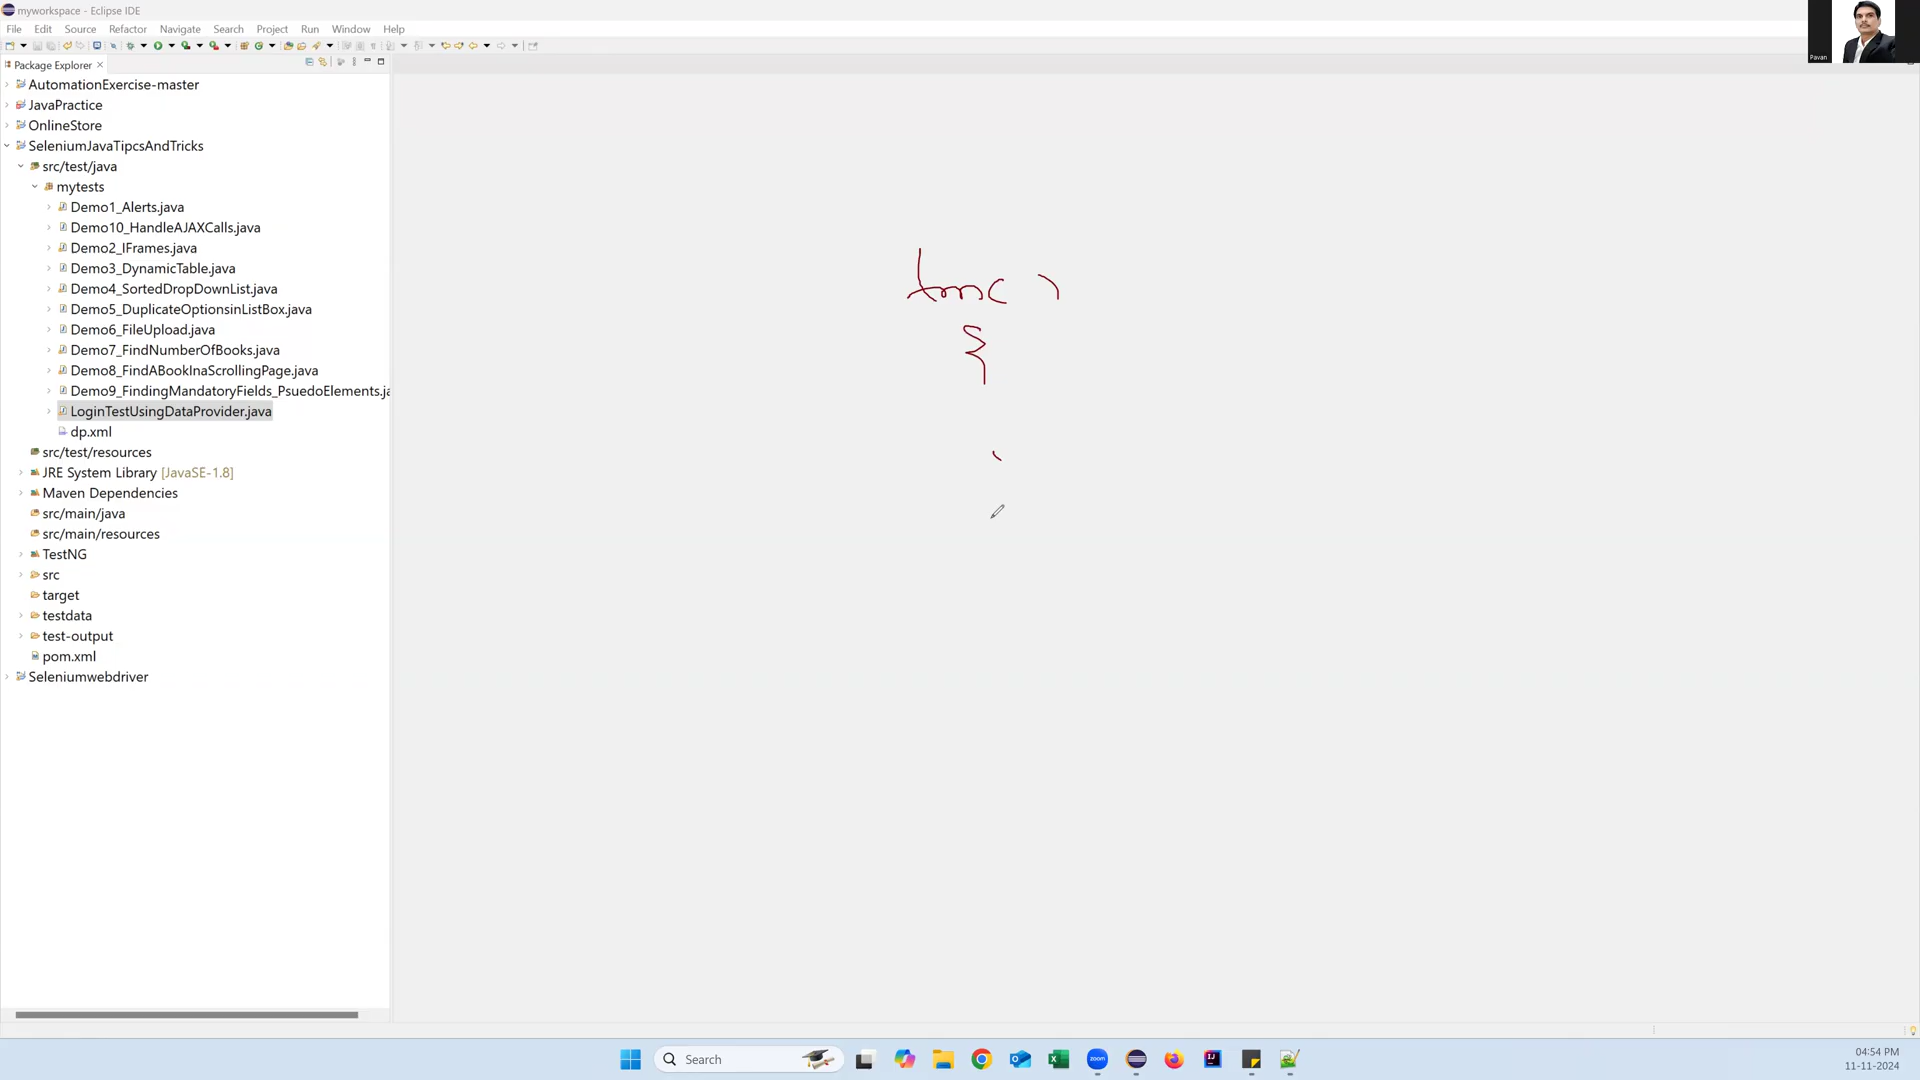 myworkspace - Eclipse IDE
File Edit Source Refactor Navigate Search Project Run Window Help
Pavan
Package Explorer
AutomationExercise-master
JavaPractice
OnlineStore
SeleniumJavaTipcsAndTricks
src/test/java
mytests
Demo1_Alerts.java
Demo10_HandleAJAXCalls.java
Demo2_IFrames.java
Demo3_DynamicTable.java
Demo4_SortedDropDownList.java
Demo5_DuplicateOptionsinListBox.java
Demo6_FileUpload.java
Demo7_FindNumberOfBooks.java
Demo8_FindABookInaScrollingPage.java
Demo9_FindingMandatoryFields_PsuedoElements.ja
LoginTestUsingDataProvider.java
dp.xml
src/test/resources
JRE System Library [JavaSE-1.8]
Maven Dependencies
src/main/java
src/main/resources
TestNG
src
target
testdata
test-output
pom.xml
Seleniumwebdriver
Search
zoom
04:54 PM
11-11-2024